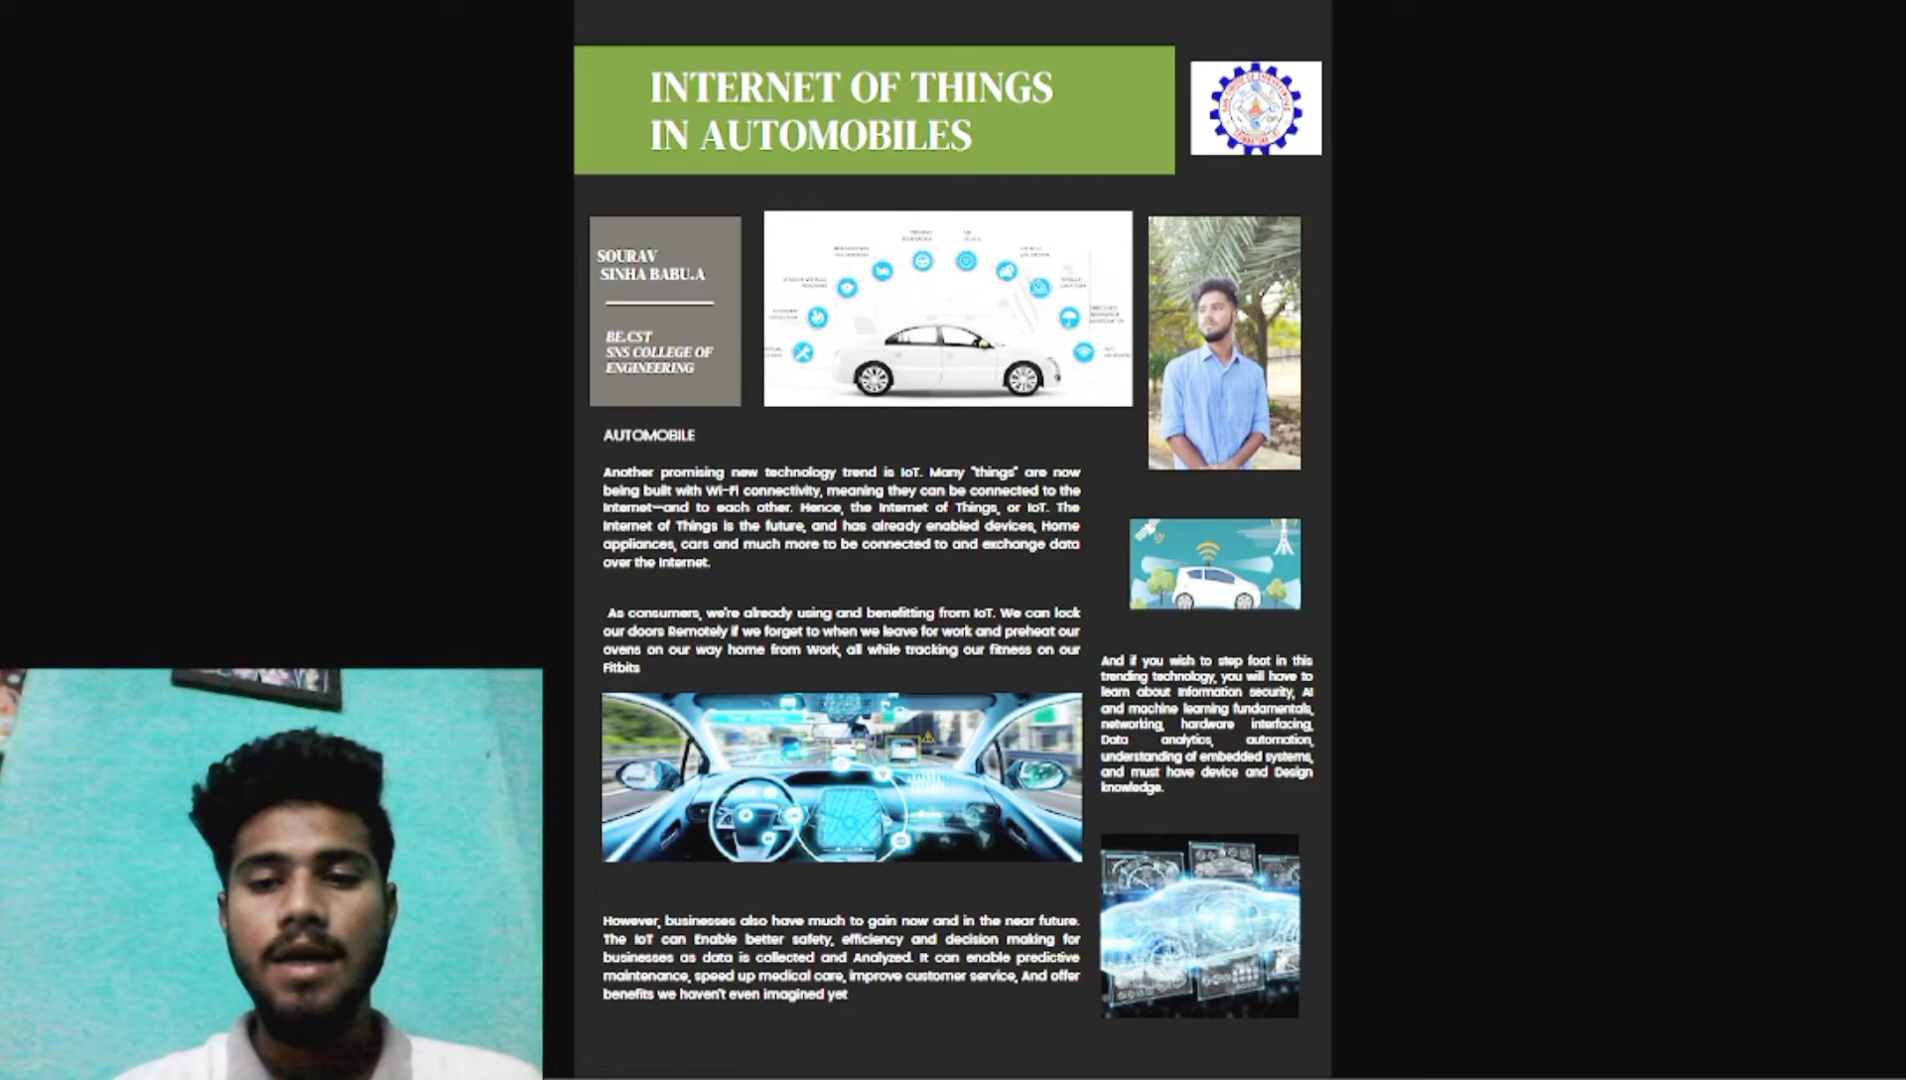 INTERNET OF THINGS
IN AUTOMOBILES
SOURAV
SINHA BABU.A
BE.CST
SNS COLLEGE OF
ENGINEERING
AUTOMOBILE
Another promising new technology trend is IoT. Many "things" are now
being built with Wi-Fi connectivity, meaning they can be connected to the
Internet—and to each other. Hence, the Internet of Things, or IoT. The
Internet of Things is the future, and has already enabled devices, Home
appliances, cars and much more to be connected to and exchange data
over the Internet.
As consumers, we're already using and benefitting from IoT. We can lock
our doors Remotely if we forget to when we leave for work and preheat our
ovens on our way home from Work, all while tracking our fitness on our
Fitbits
However, businesses also have much to gain now and in the near future.
The IoT can Enable better safety, efficiency and decision making for
businesses as data is collected and Analyzed. It can enable predictive
maintenance, speed up medical care, improve customer service, And offer
benefits we haven't even imagined yet
And if you wish to step foot in this
trending technology, you will have to
learn about Information security, AI
and machine learning fundamentals,
networking, hardware interfacing,
Data analytics, automation,
understanding of embedded systems,
and must have device and Design
knowledge.